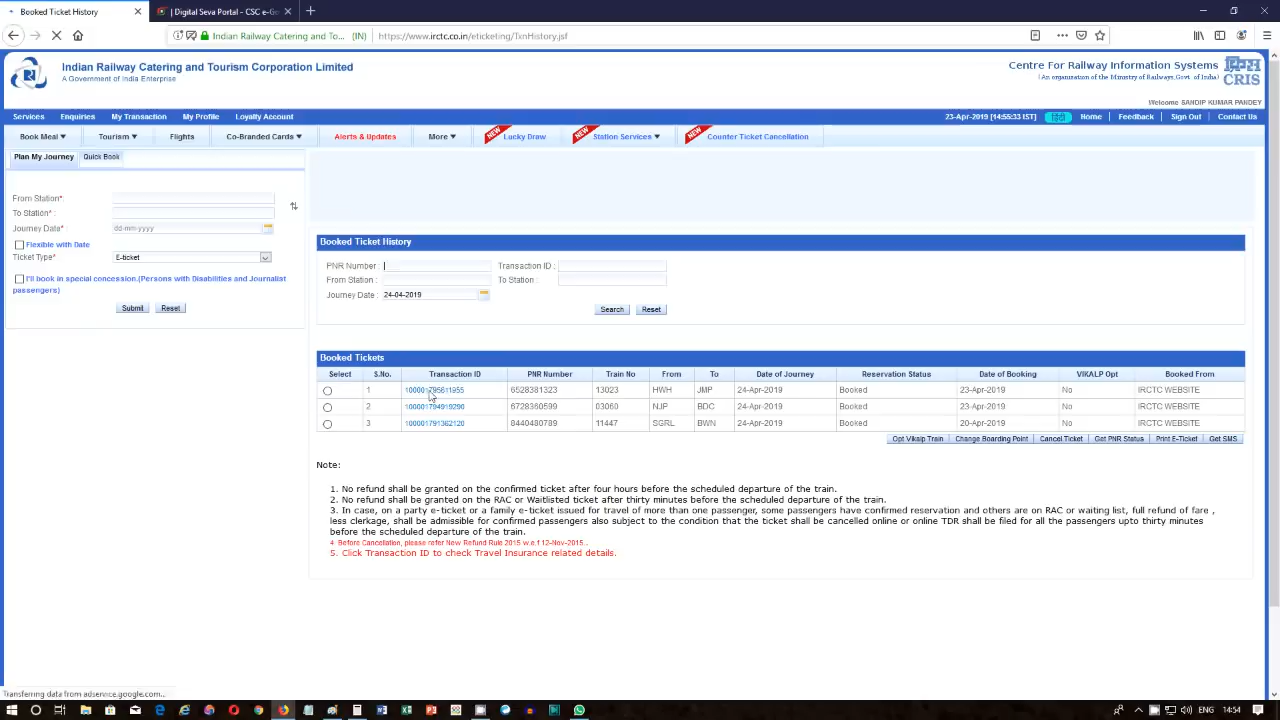 Booked Ticket History
| Digital Seva Portal - CSC e-Go
Indian Railway Catering and To... (IN)
https://www.irctc.co.in/eticketing/TxnHistory.jsf
Indian Railway Catering and Tourism Corporation Limited
A Government of India Enterprise
Centre For Railway Information Systems
(An organization of the Ministry of Railways,Govt. of India)
CRIS
Welcome SANDIP KUMAR PANDEY
Services Enquiries My Transaction My Profile Loyalty Account
23-Apr-2019 [14:55:33 IST] हिंदी Home Feedback Sign Out Contact Us
Book Meal Tourism Flights Co-Branded Cards Alerts & Updates More NEW Lucky Draw NEW Station Services NEW Counter Ticket Cancellation
Plan My Journey Quick Book
From Station* :
To Station* :
Journey Date* : dd-mm-yyyy
Flexible with Date
Ticket Type* E-ticket
I'll book in special concession.(Persons with Disabilities and Journalist
passengers)
Submit Reset
Booked Ticket History
PNR Number : Transaction ID :
From Station : To Station :
Journey Date : 24-04-2019
Search Reset
Booked Tickets
Select S.No. Transaction ID PNR Number Train No From To Date of Journey Reservation Status Date of Booking VIKALP Opt Booked From
1 100001795611955 6528381323 13023 HWH JMP 24-Apr-2019 Booked 23-Apr-2019 No IRCTC WEBSITE
2 100001794919290 6728360599 03060 NJP BDC 24-Apr-2019 Booked 23-Apr-2019 No IRCTC WEBSITE
3 100001791362120 8440480789 11447 SGRL BWN 24-Apr-2019 Booked 20-Apr-2019 No IRCTC WEBSITE
Opt Vikalp Train Change Boarding Point Cancel Ticket Get PNR Status Print E-Ticket Get SMS
Note:
1. No refund shall be granted on the confirmed ticket after four hours before the scheduled departure of the train.
2. No refund shall be granted on the RAC or Waitlisted ticket after thirty minutes before the scheduled departure of the train.
3. In case, on a party e-ticket or a family e-ticket issued for travel of more than one passenger, some passengers have confirmed reservation and others are on RAC or waiting list, full refund of fare ,
less clerkage, shall be admissible for confirmed passengers also subject to the condition that the ticket shall be cancelled online or online TDR shall be filed for all the passengers upto thirty minutes
before the scheduled departure of the train.
4. Before Cancellation, please refer New Refund Rule 2015 w.e.f 12-Nov-2015..
5. Click Transaction ID to check Travel Insurance related details.
Transferring data from adservice.google.com...
ENG 14:54